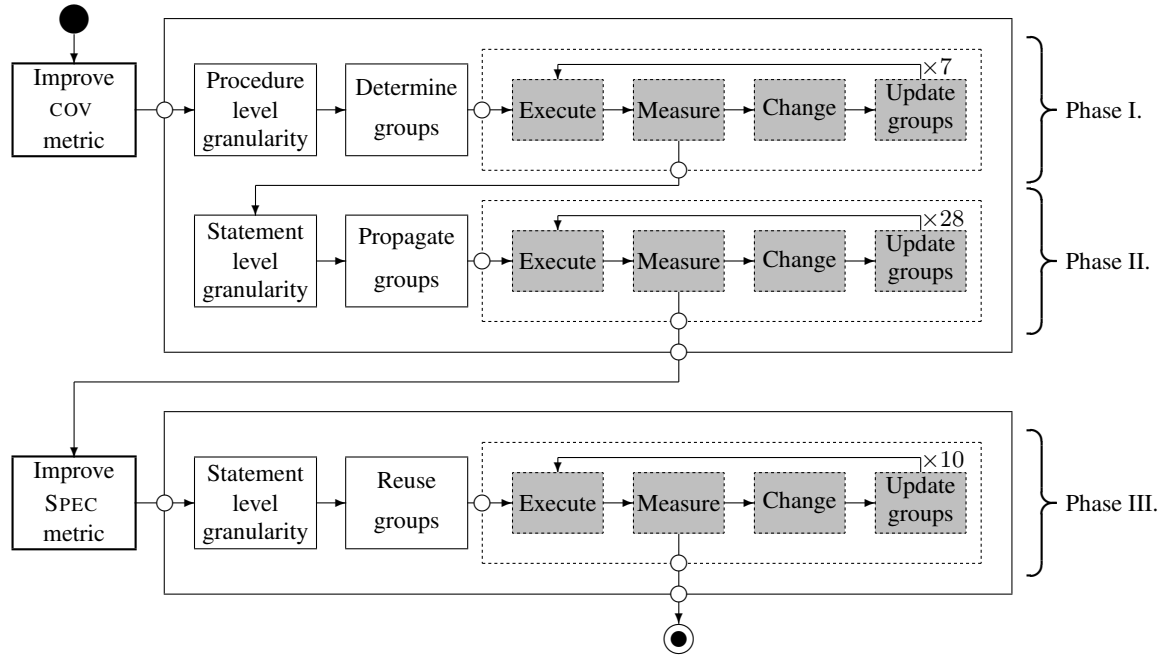 Improve
COV
metric
Procedure
level
granularity
Determine
groups
×7
Execute
Measure
Change
Update
groups
Phase I.
Statement
level
granularity
Propagate
groups
×28
Execute
Measure
Change
Update
groups
Phase II.
Improve
SPEC
metric
Statement
level
granularity
Reuse
groups
×10
Execute
Measure
Change
Update
groups
Phase III.